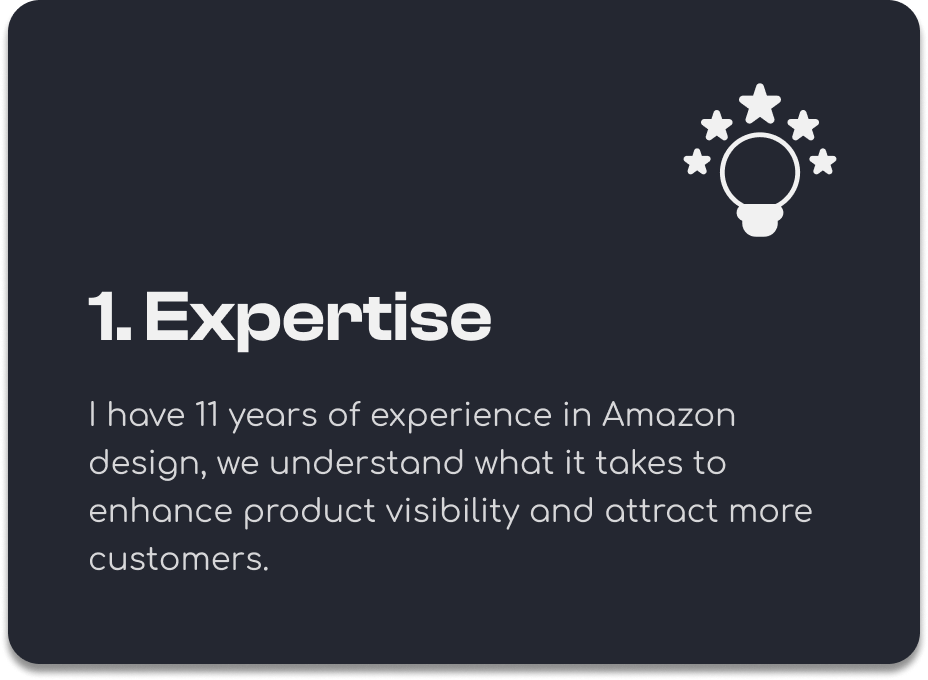 1. Expertise
I have 11 years of experience in Amazon
design, we understand what it takes to
enhance product visibility and attract more
customers.